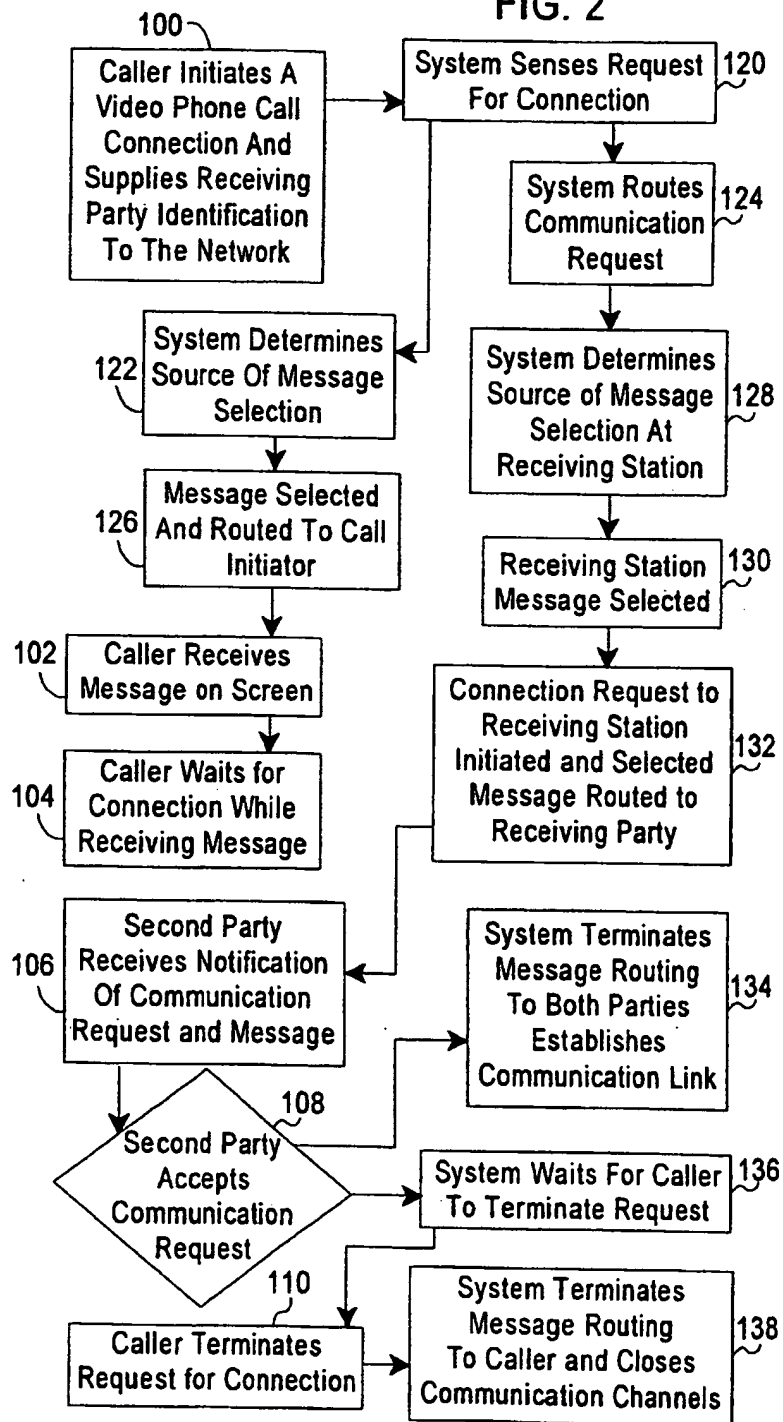 FIG. 2
100
Caller Initiates A
Video Phone Call
Connection And
Supplies Receiving
Party Identification
To The Network
System Senses Request
For Connection
120
System Routes
Communication
Request
124
System Determines
Source Of Message
Selection
122
System Determines
Source of Message
Selection At
Receiving Station
128
Message Selected
And Routed To Call
Initiator
126
Receiving Station
Message Selected
130
102
Caller Receives
Message on Screen
Connection Request to
Receiving Station
Initiated and Selected
Message Routed to
Receiving Party
132
104
Caller Waits for
Connection While
Receiving Message
106
Second Party
Receives Notification
Of Communication
Request and Message
System Terminates
Message Routing
To Both Parties
Establishes
Communication Link
134
108
Second Party
Accepts
Communication
Request
System Waits For Caller
To Terminate Request
136
110
Caller Terminates
Request for Connection
System Terminates
Message Routing
To Caller and Closes
Communication Channels
138